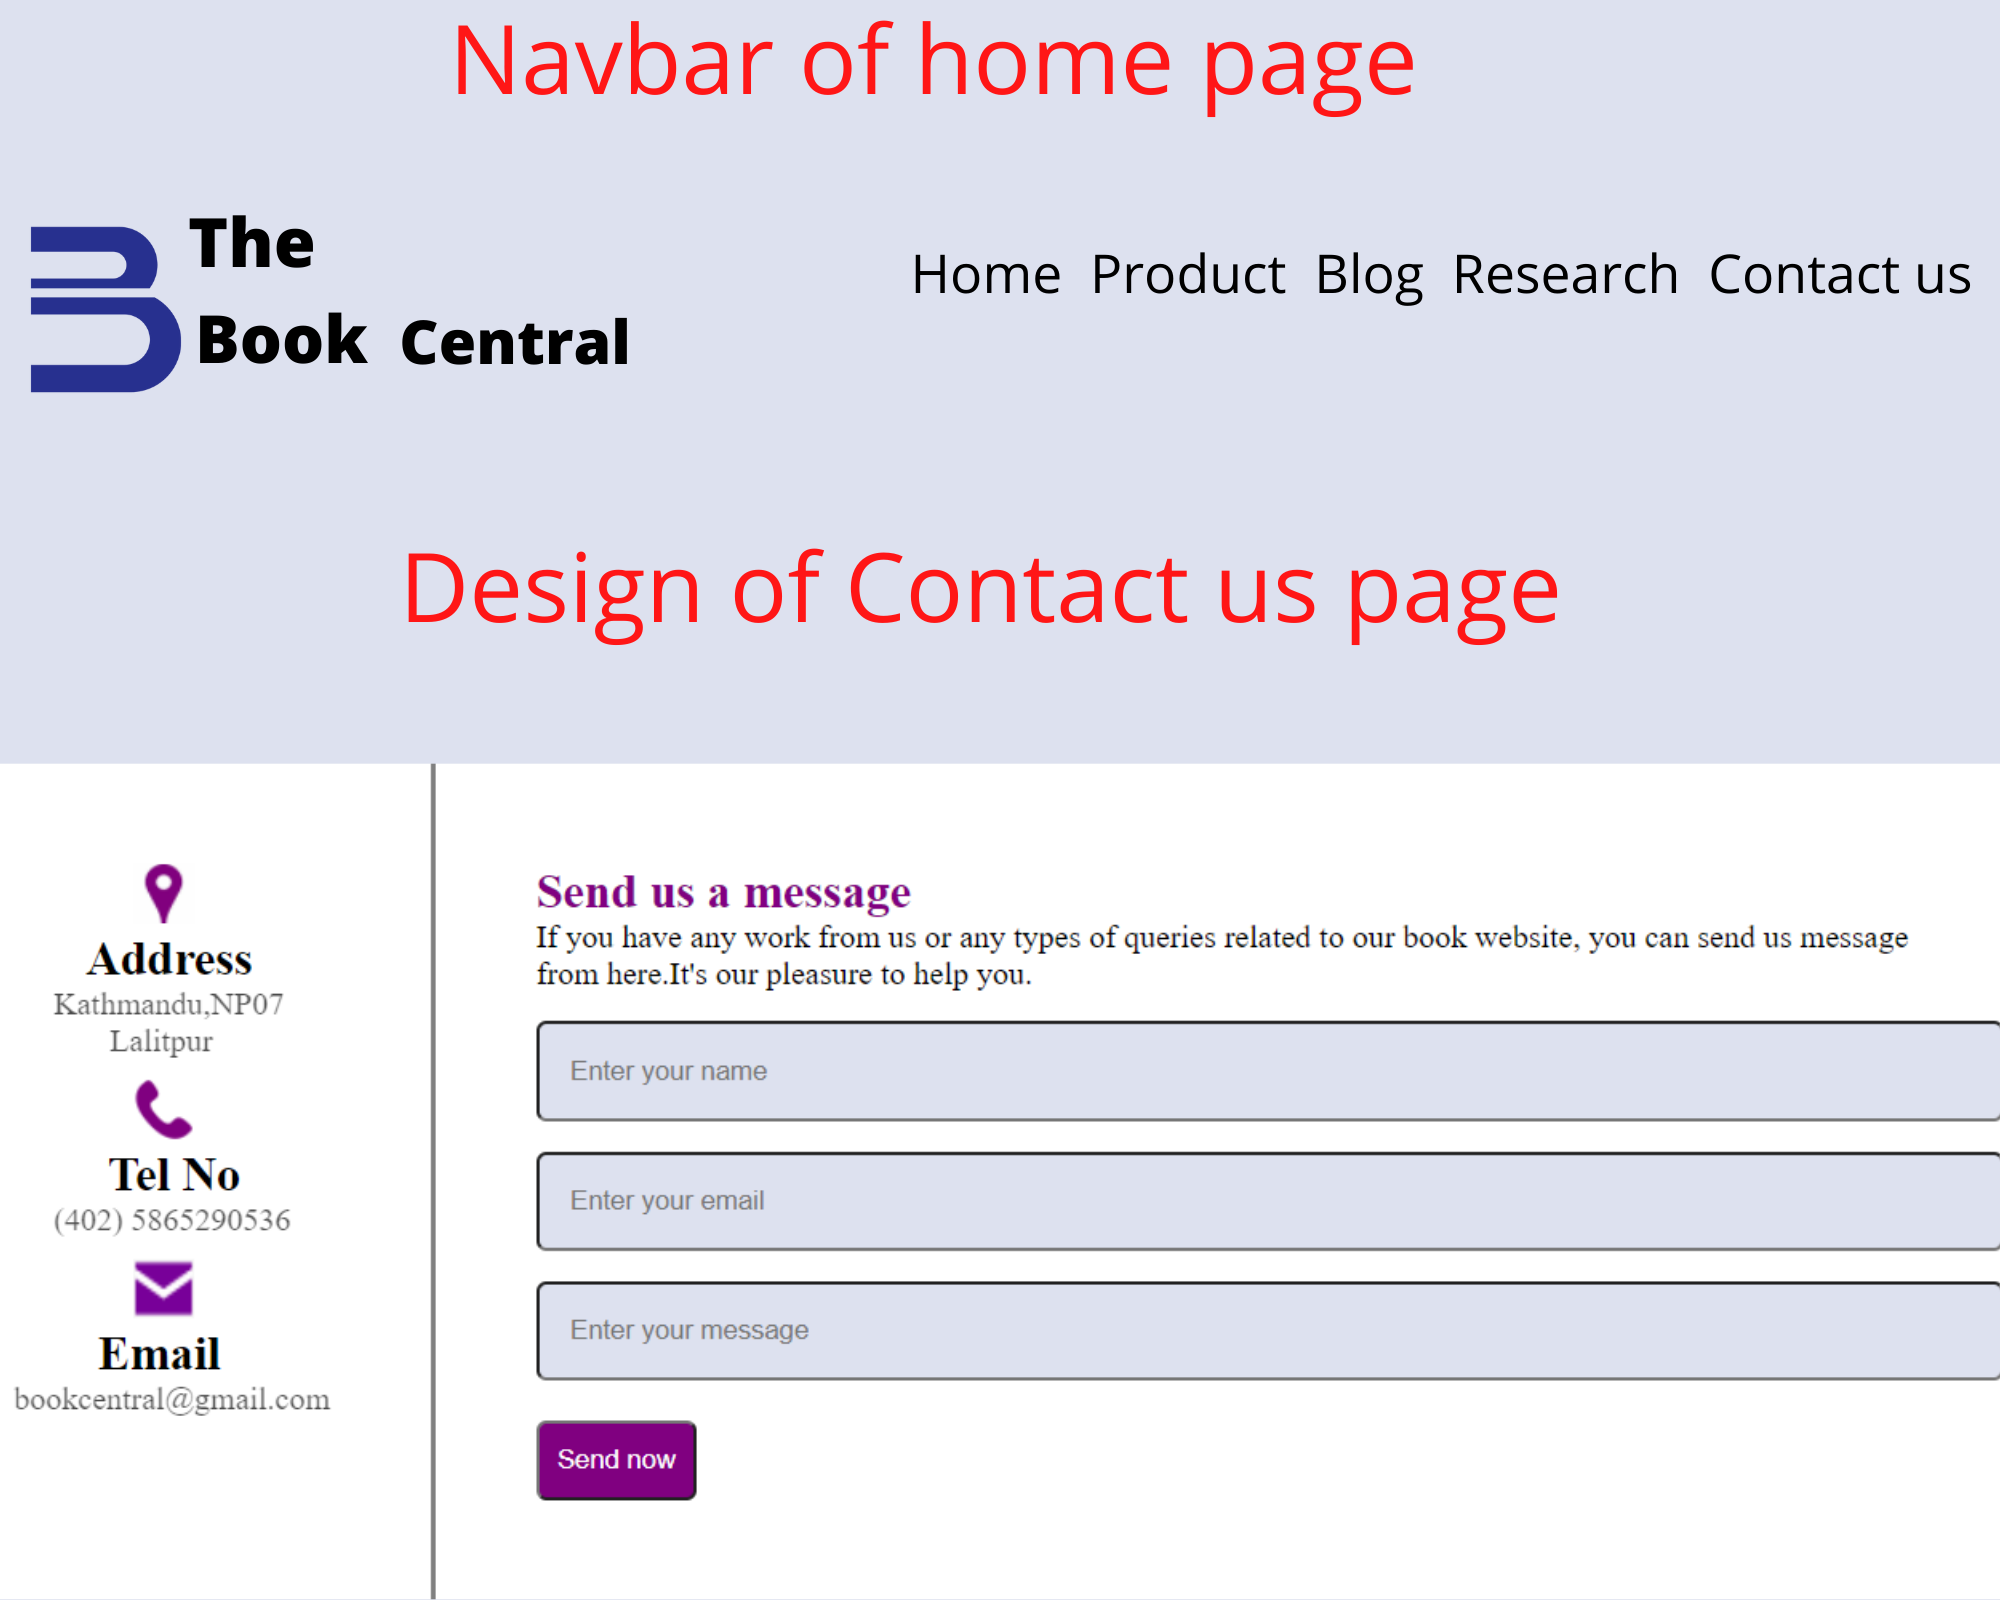 Navbar of home page
The
Book Central
Home Product Blog Research Contact us
Design of Contact us page
Address
Kathmandu,NP07
Lalitpur
Tel No
(402) 5865290536
Email
bookcentral@gmail.com
Send us a message
If you have any work from us or any types of queries related to our book website, you can send us message
from here.It's our pleasure to help you.
Enter your name
Enter your email
Enter your message
Send now